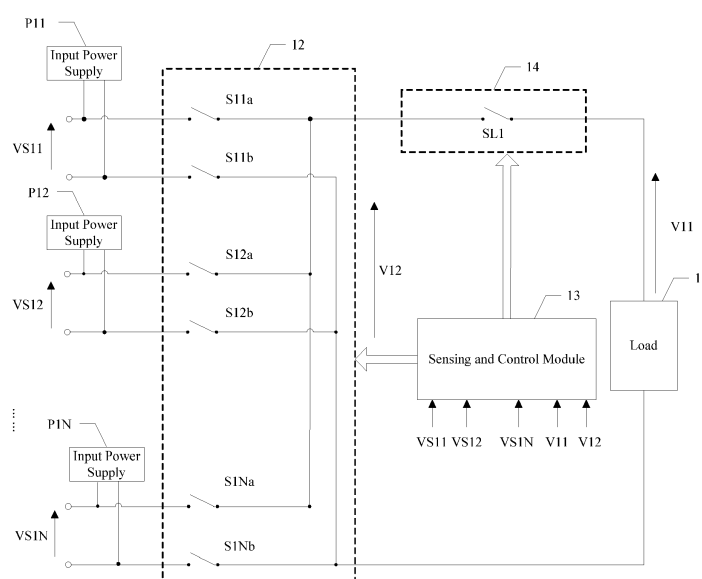 P11
Input Power
Supply
12
14
S11a
SL1
VS11
S11b
P12
Input Power
Supply
S12a
V12
V11
VS12
S12b
13
1
Sensing and Control Module
Load
......
VS11
VS12
VS1N
V11
V12
P1N
Input Power
Supply
S1Na
VS1N
S1Nb